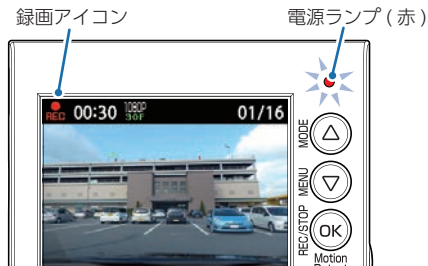 録画アイコン
電源ランプ ( 赤 )
REC 00:30 1080P 30F 01/16
MODE
MENU
REC/STOP
OK
Motion